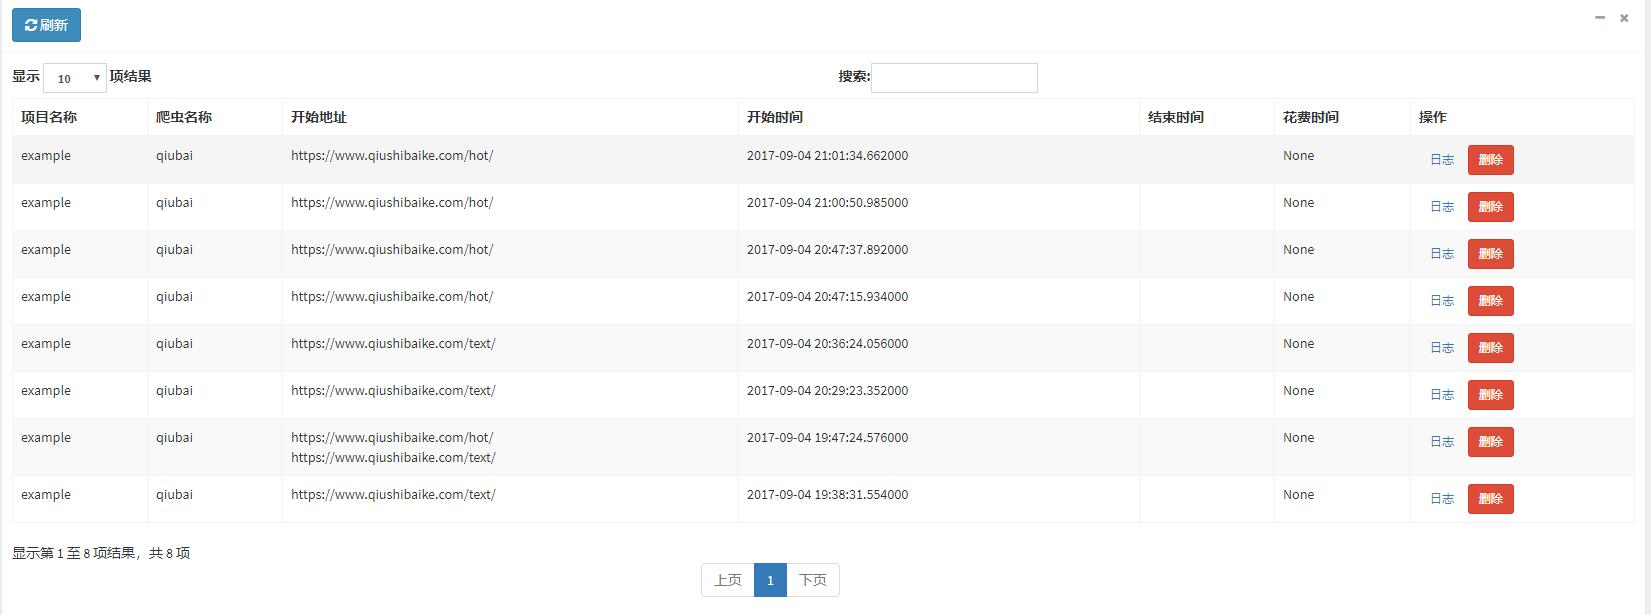 刷新
显示 10 项结果 搜索:
项目名称 爬虫名称 开始地址 开始时间 结束时间 花费时间 操作
example qiubai https://www.qiushibaike.com/hot/ 2017-09-04 21:01:34.662000 None 日志 删除
example qiubai https://www.qiushibaike.com/hot/ 2017-09-04 21:00:50.985000 None 日志 删除
example qiubai https://www.qiushibaike.com/hot/ 2017-09-04 20:47:37.892000 None 日志 删除
example qiubai https://www.qiushibaike.com/hot/ 2017-09-04 20:47:15.934000 None 日志 删除
example qiubai https://www.qiushibaike.com/text/ 2017-09-04 20:36:24.056000 None 日志 删除
example qiubai https://www.qiushibaike.com/text/ 2017-09-04 20:29:23.352000 None 日志 删除
example qiubai https://www.qiushibaike.com/hot/ 2017-09-04 19:47:24.576000 None 日志 删除
https://www.qiushibaike.com/text/
example qiubai https://www.qiushibaike.com/text/ 2017-09-04 19:38:31.554000 None 日志 删除
显示第 1 至 8 项结果，共 8 项
上页 1 下页